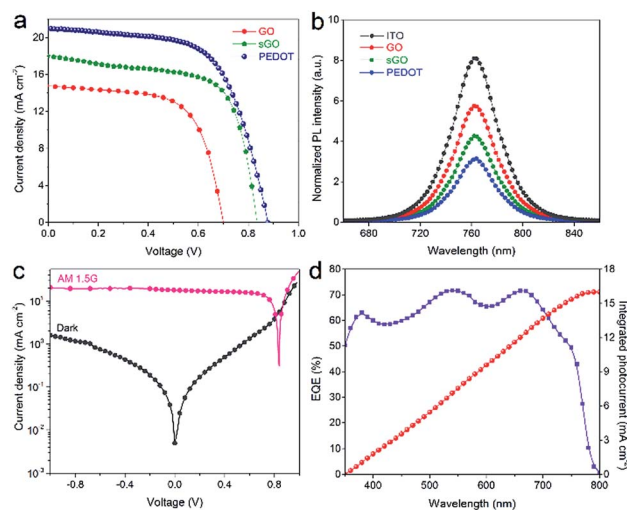 a
GO
sGO
PEDOT
Current density (mA cm⁻²)
20
16
12
8
4
0
0.0 0.2 0.4 0.6 0.8 1.0
Voltage (V)
b
ITO
GO
sGO
PEDOT
Normalized PL Intensity (a.u.)
10
8
6
4
2
0
680 720 760 800 840
Wavelength (nm)
c
AM 1.5G
Dark
Current density (mA cm⁻²)
10¹
10⁰
10⁻¹
10⁻²
10⁻³
-0.8 -0.4 0.0 0.4 0.8
Voltage (V)
d
EQE (%)
80
70
60
50
40
30
20
10
0
400 500 600 700 800
Wavelength (nm)
18
15
12
9
6
3
0
Integrated photocurrent (mA cm⁻²)